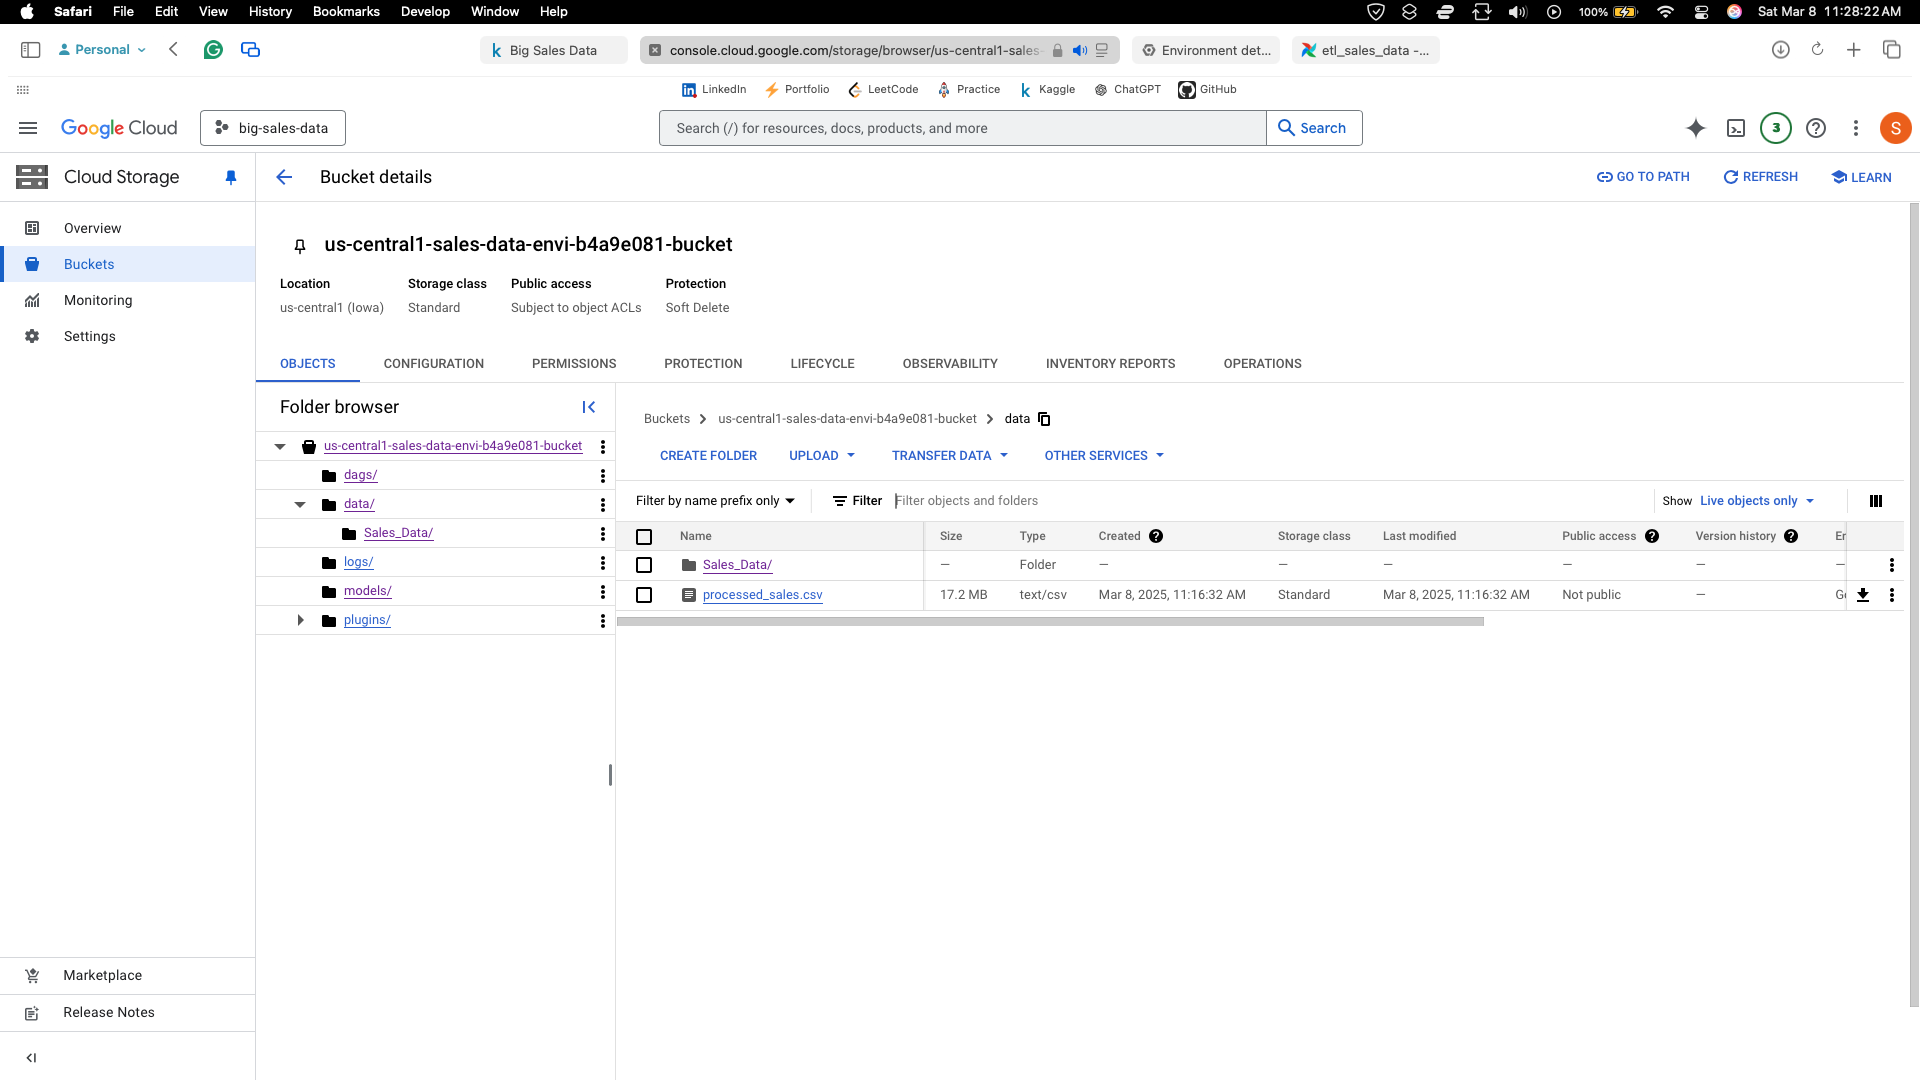 Safari File Edit View History Bookmarks Develop Window Help 100% Sat Mar 8 11:28:22 AM
Personal Big Sales Data console.cloud.google.com/storage/browser/us-central1-sales- Environment det... etl_sales_data -...
LinkedIn Portfolio LeetCode Practice Kaggle ChatGPT GitHub
Google Cloud big-sales-data Search (/) for resources, docs, products, and more Search 3 S
Cloud Storage Bucket details GO TO PATH REFRESH LEARN
Overview
Buckets
Monitoring
Settings
Marketplace
Release Notes
us-central1-sales-data-envi-b4a9e081-bucket
Location Storage class Public access Protection
us-central1 (Iowa) Standard Subject to object ACLs Soft Delete
OBJECTS CONFIGURATION PERMISSIONS PROTECTION LIFECYCLE OBSERVABILITY INVENTORY REPORTS OPERATIONS
Folder browser
us-central1-sales-data-envi-b4a9e081-bucket
dags/
data/
Sales_Data/
logs/
models/
plugins/
Buckets us-central1-sales-data-envi-b4a9e081-bucket data
CREATE FOLDER UPLOAD TRANSFER DATA OTHER SERVICES
Filter by name prefix only Filter Filter objects and folders Show Live objects only
Name Size Type Created Storage class Last modified Public access Version history Er
Sales_Data/ — Folder — — — — — —
processed_sales.csv 17.2 MB text/csv Mar 8, 2025, 11:16:32 AM Standard Mar 8, 2025, 11:16:32 AM Not public —